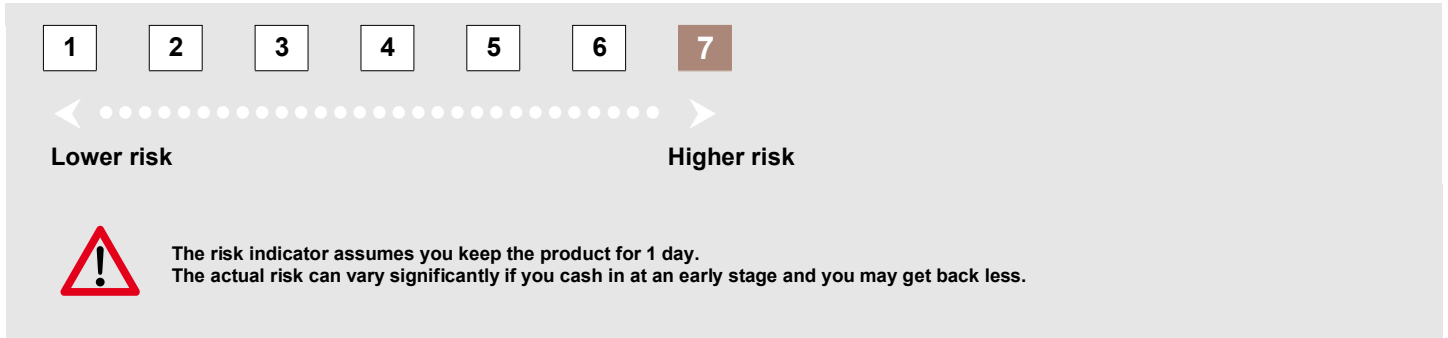 1 2 3 4 5 6 7
Lower risk Higher risk
The risk indicator assumes you keep the product for 1 day.
The actual risk can vary significantly if you cash in at an early stage and you may get back less.